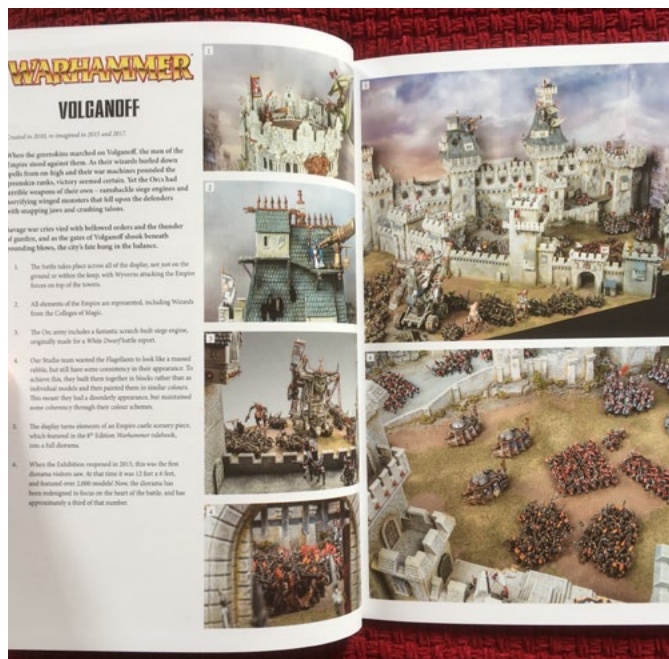 WARHAMMER
VOLGANOFF
Created in 2010, re-imagined in 2015 and 2017.
When the greenskins marched on Volganoff, the men of the
Empire stood against them. As their wizards hurled down
spells from on high and their war machines pounded the
greenskin ranks, victory seemed certain. Yet the Orcs had
terrible weapons of their own – ramshackle siege engines and
horrifying winged monsters that fell upon the defenders
with snapping jaws and crashing talons.
Savage war cries vied with bellowed orders and the thunder
of gunfire, and as the gates of Volganoff shook beneath
pounding blows, the city's fate hung in the balance.
1. The battle takes place across all of the display, not just on the
ground or within the keep, with Wyverns attacking the Empire
forces on top of the towers.
2. All elements of the Empire are represented, including Wizards
from the Colleges of Magic.
3. The Orc army includes a fantastic scratch-built siege engine,
originally made for a White Dwarf battle report.
4. Our Studio team wanted the Flagellants to look like a massed
rabble, but still have some consistency in their appearance. To
achieve this, they built them together in blocks rather than as
individual models and then painted them in similar colours.
This meant they had a disorderly appearance, but maintained
some coherency through their colour schemes.
5. The display turns elements of an Empire castle scenery piece,
which featured in the 8th Edition Warhammer rulebook,
into a full diorama.
6. When the Exhibition reopened in 2015, this was the first
diorama visitors saw. At that time it was 12 feet x 6 feet,
and featured over 2,000 models! Now, the diorama has
been redesigned to focus on the heart of the battle, and has
approximately a third of that number.
1
2
3
4
5
6